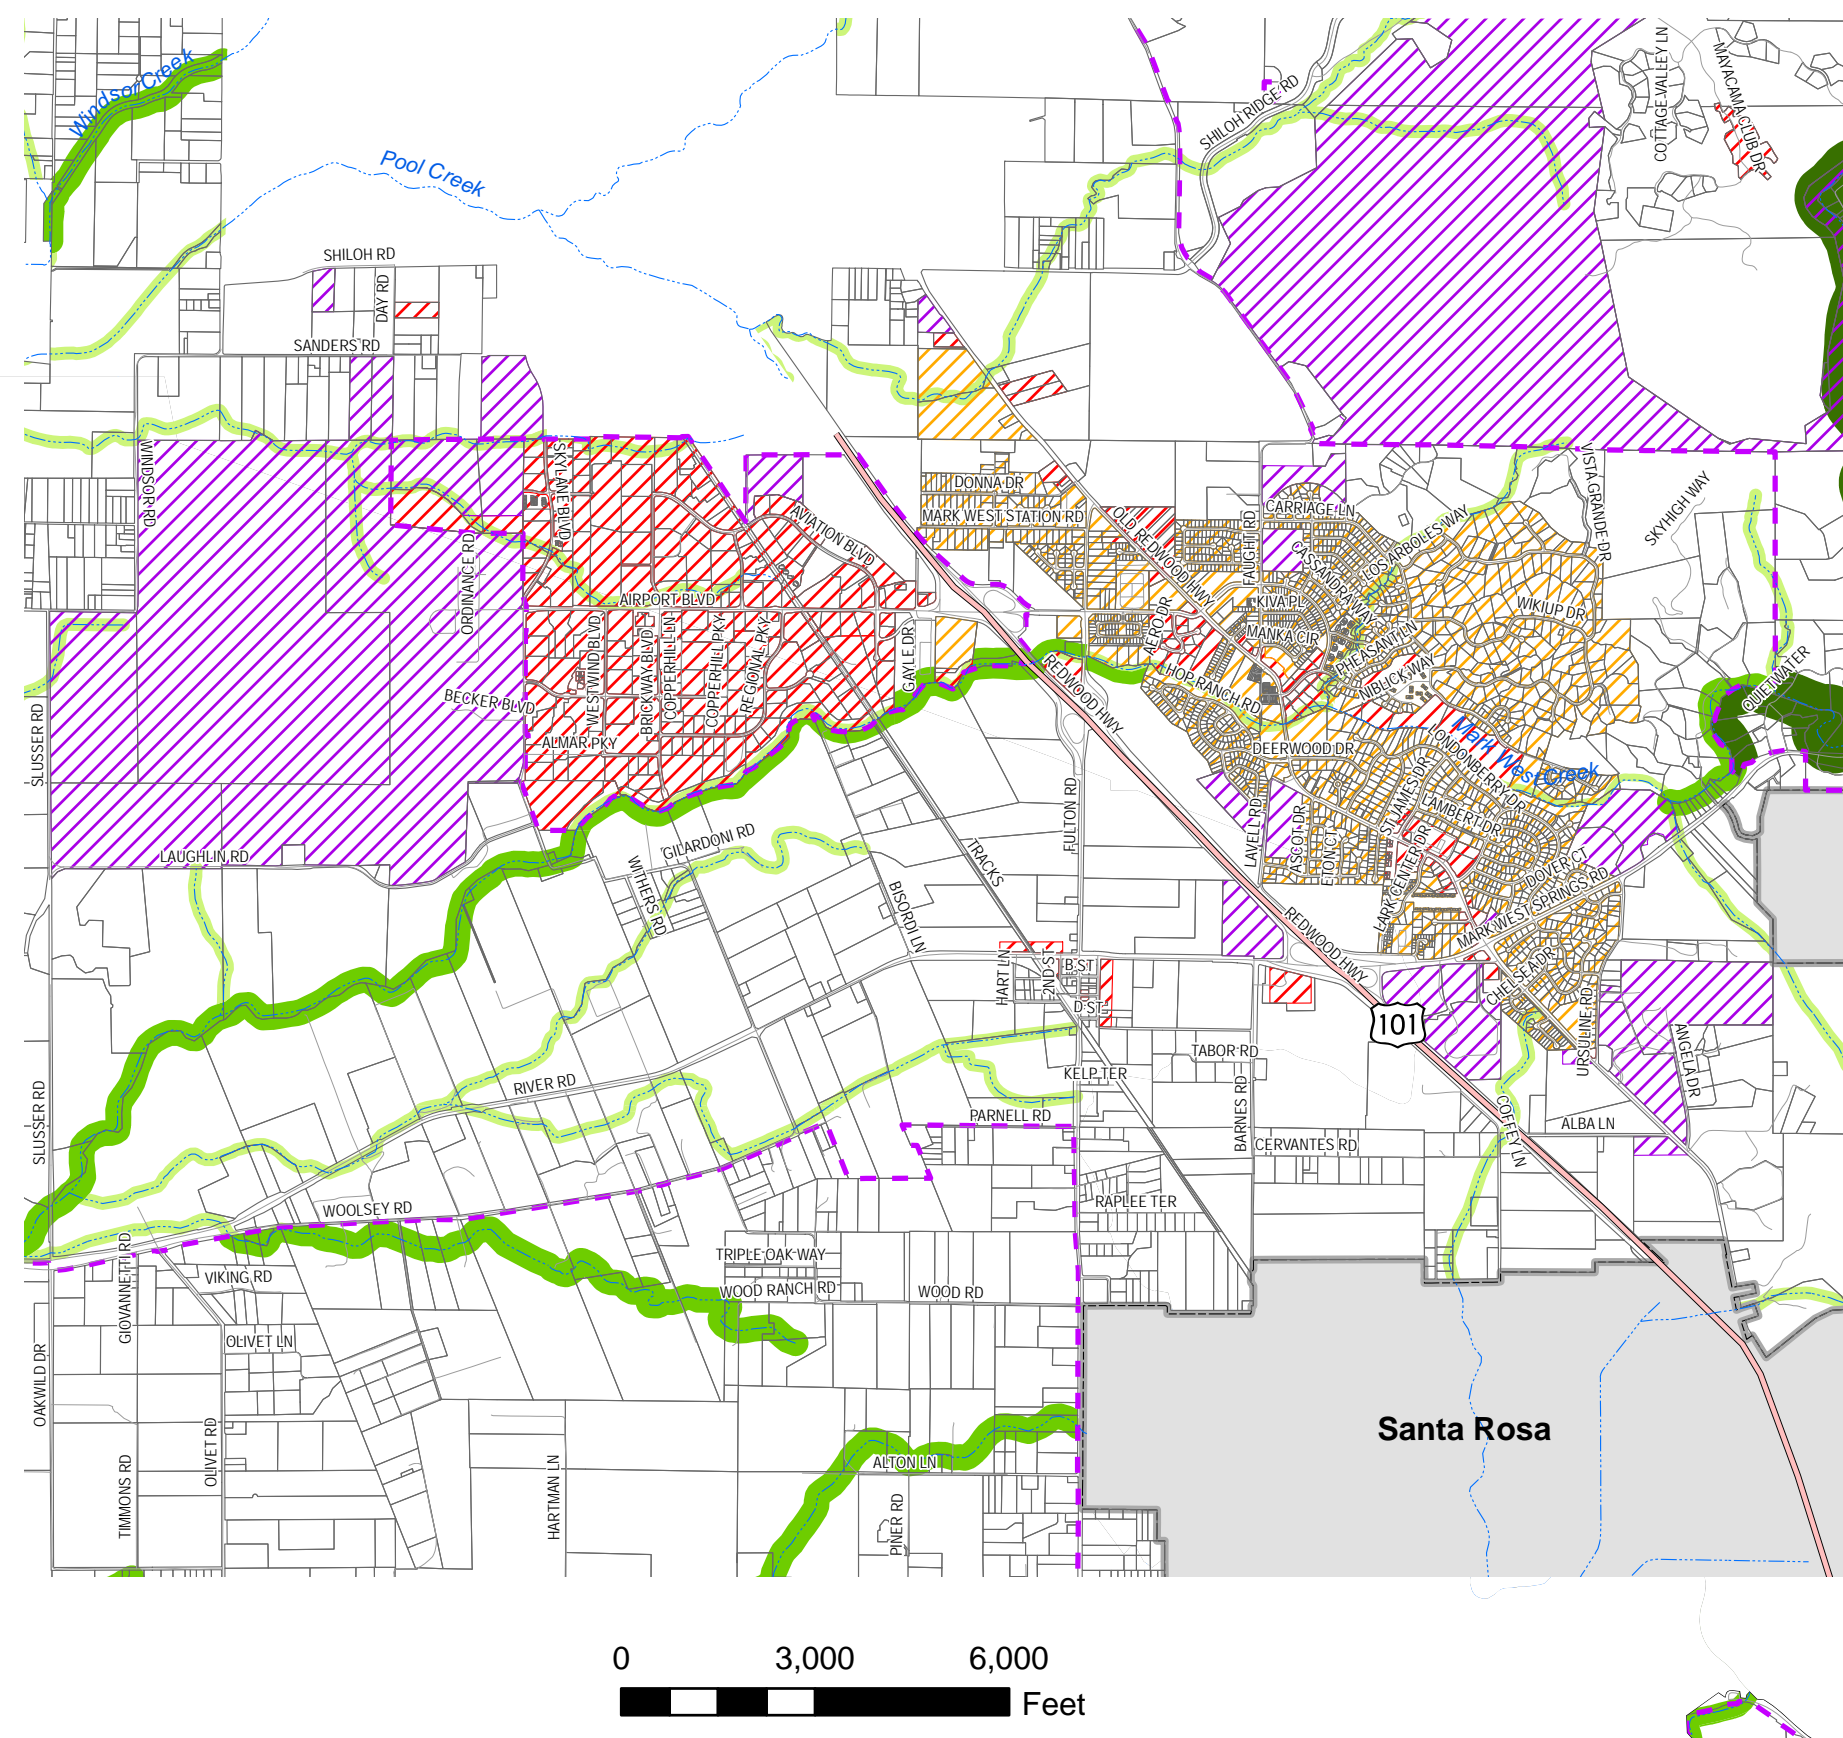 Windsor Creek
Pool Creek
COTTAGE VALLEY LN
MAYACAMA CLUB DR
SHILOH RIDGE RD
SHILOH RD
DAY RD
SANDERS RD
WINDSOR RD
SKYLANE BLVD
ORDINANCE RD
AVIATION BLVD
AIRPORT BLVD
DONNA DR
MARK WEST STATION RD
OLD REDWOOD HWY
FAUGHT RD
CARRIAGE LN
CASSANDRA WAY
LOS ARBOLES WAY
VISTA GRANDE DR
SKYHIGH WAY
KIVA PL
MANKA CIR
PHEASANT LN
NIBLICK WAY
WIKIUP DR
QUIETWATER
AERO DR
LCHOP RANCH RD
WESTWIND BLVD
BRICKWAY BLVD
COPPERHILL LN
COPPERHILL PKY
REGIONAL PKY
GAYLE DR
BECKER BLVD
ALMAR PKY
REDWOOD HWY
SLUSSER RD
DEERWOOD DR
Mark West Creek
LONDONBERRY DR
ST JAMES DR
LAMBERT DR
LAVELL RD
ASCOT DR
ETON CT
LARK CENTER DR
DOVER CT
MARK WEST SPRINGS RD
FULTON RD
LAUGHLIN RD
GILARDONI RD
WITHERS RD
TRACKS
BISORDI LN
REDWOOD HWY
HART LN
2ND ST
B ST
D ST
CHELSEA DR
101
URSULINE RD
ANGELA DR
TABOR RD
KELP TER
BARNES RD
RIVER RD
PARNELL RD
CERVANTES RD
COFFEY LN
ALBA LN
SLUSSER RD
WOOLSEY RD
RAPLEE TER
GIOVANNETTI RD
VIKING RD
TRIPLE OAK WAY
WOOD RANCH RD
WOOD RD
OLIVET LN
OAKWILD DR
TIMMONS RD
OLIVET RD
HARTMAN LN
ALTON LN
PINER RD
Santa Rosa
0 3,000 6,000
Feet